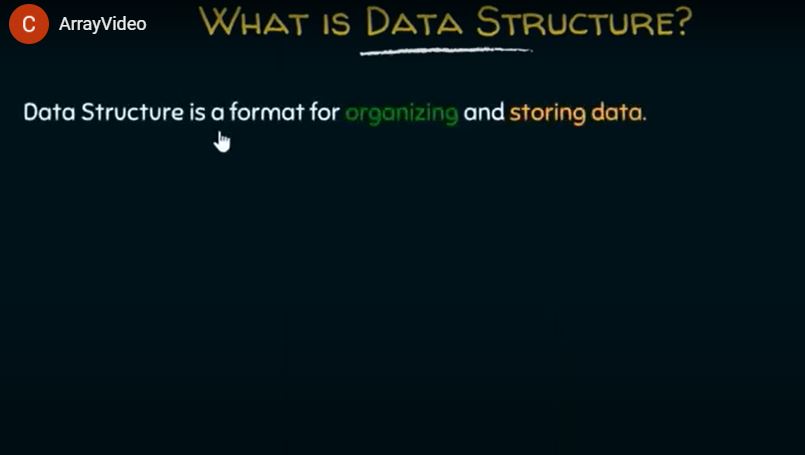 C ArrayVideo
What is Data Structure?
Data Structure is a format for organizing and storing data.